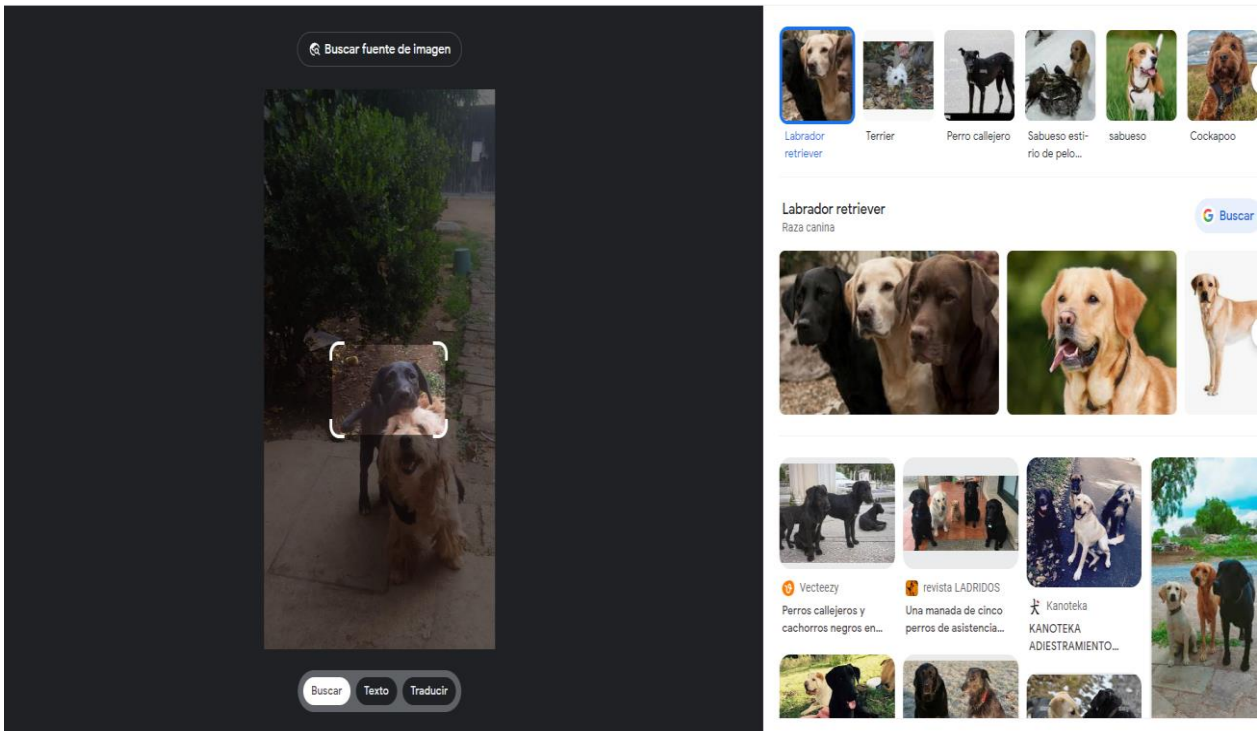 Buscar fuente de imagen
Buscar
Texto
Traducir
Labrador
retriever
Terrier
Perro callejero
Sabueso esti-
rio de pelo...
sabueso
Cockapoo
Labrador retriever
Raza canina
Buscar
Vecteezy
Perros callejeros y
cachorros negros en...
revista LADRIDOS
Una manada de cinco
perros de asistencia...
Kanoteka
KANOTEKA
ADIESTRAMIENTO...